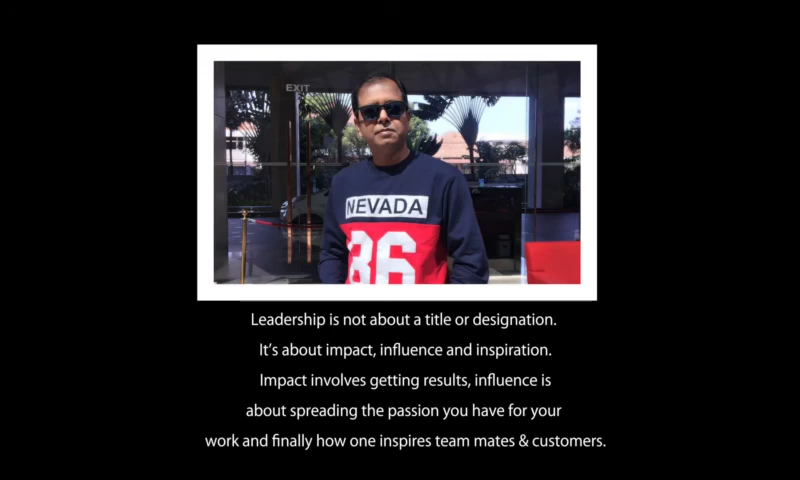 EXIT
NEVADA
86
Leadership is not about a title or designation.
It's about impact, influence and inspiration.
Impact involves getting results, influence is
about spreading the passion you have for your
work and finally how one inspires team mates & customers.